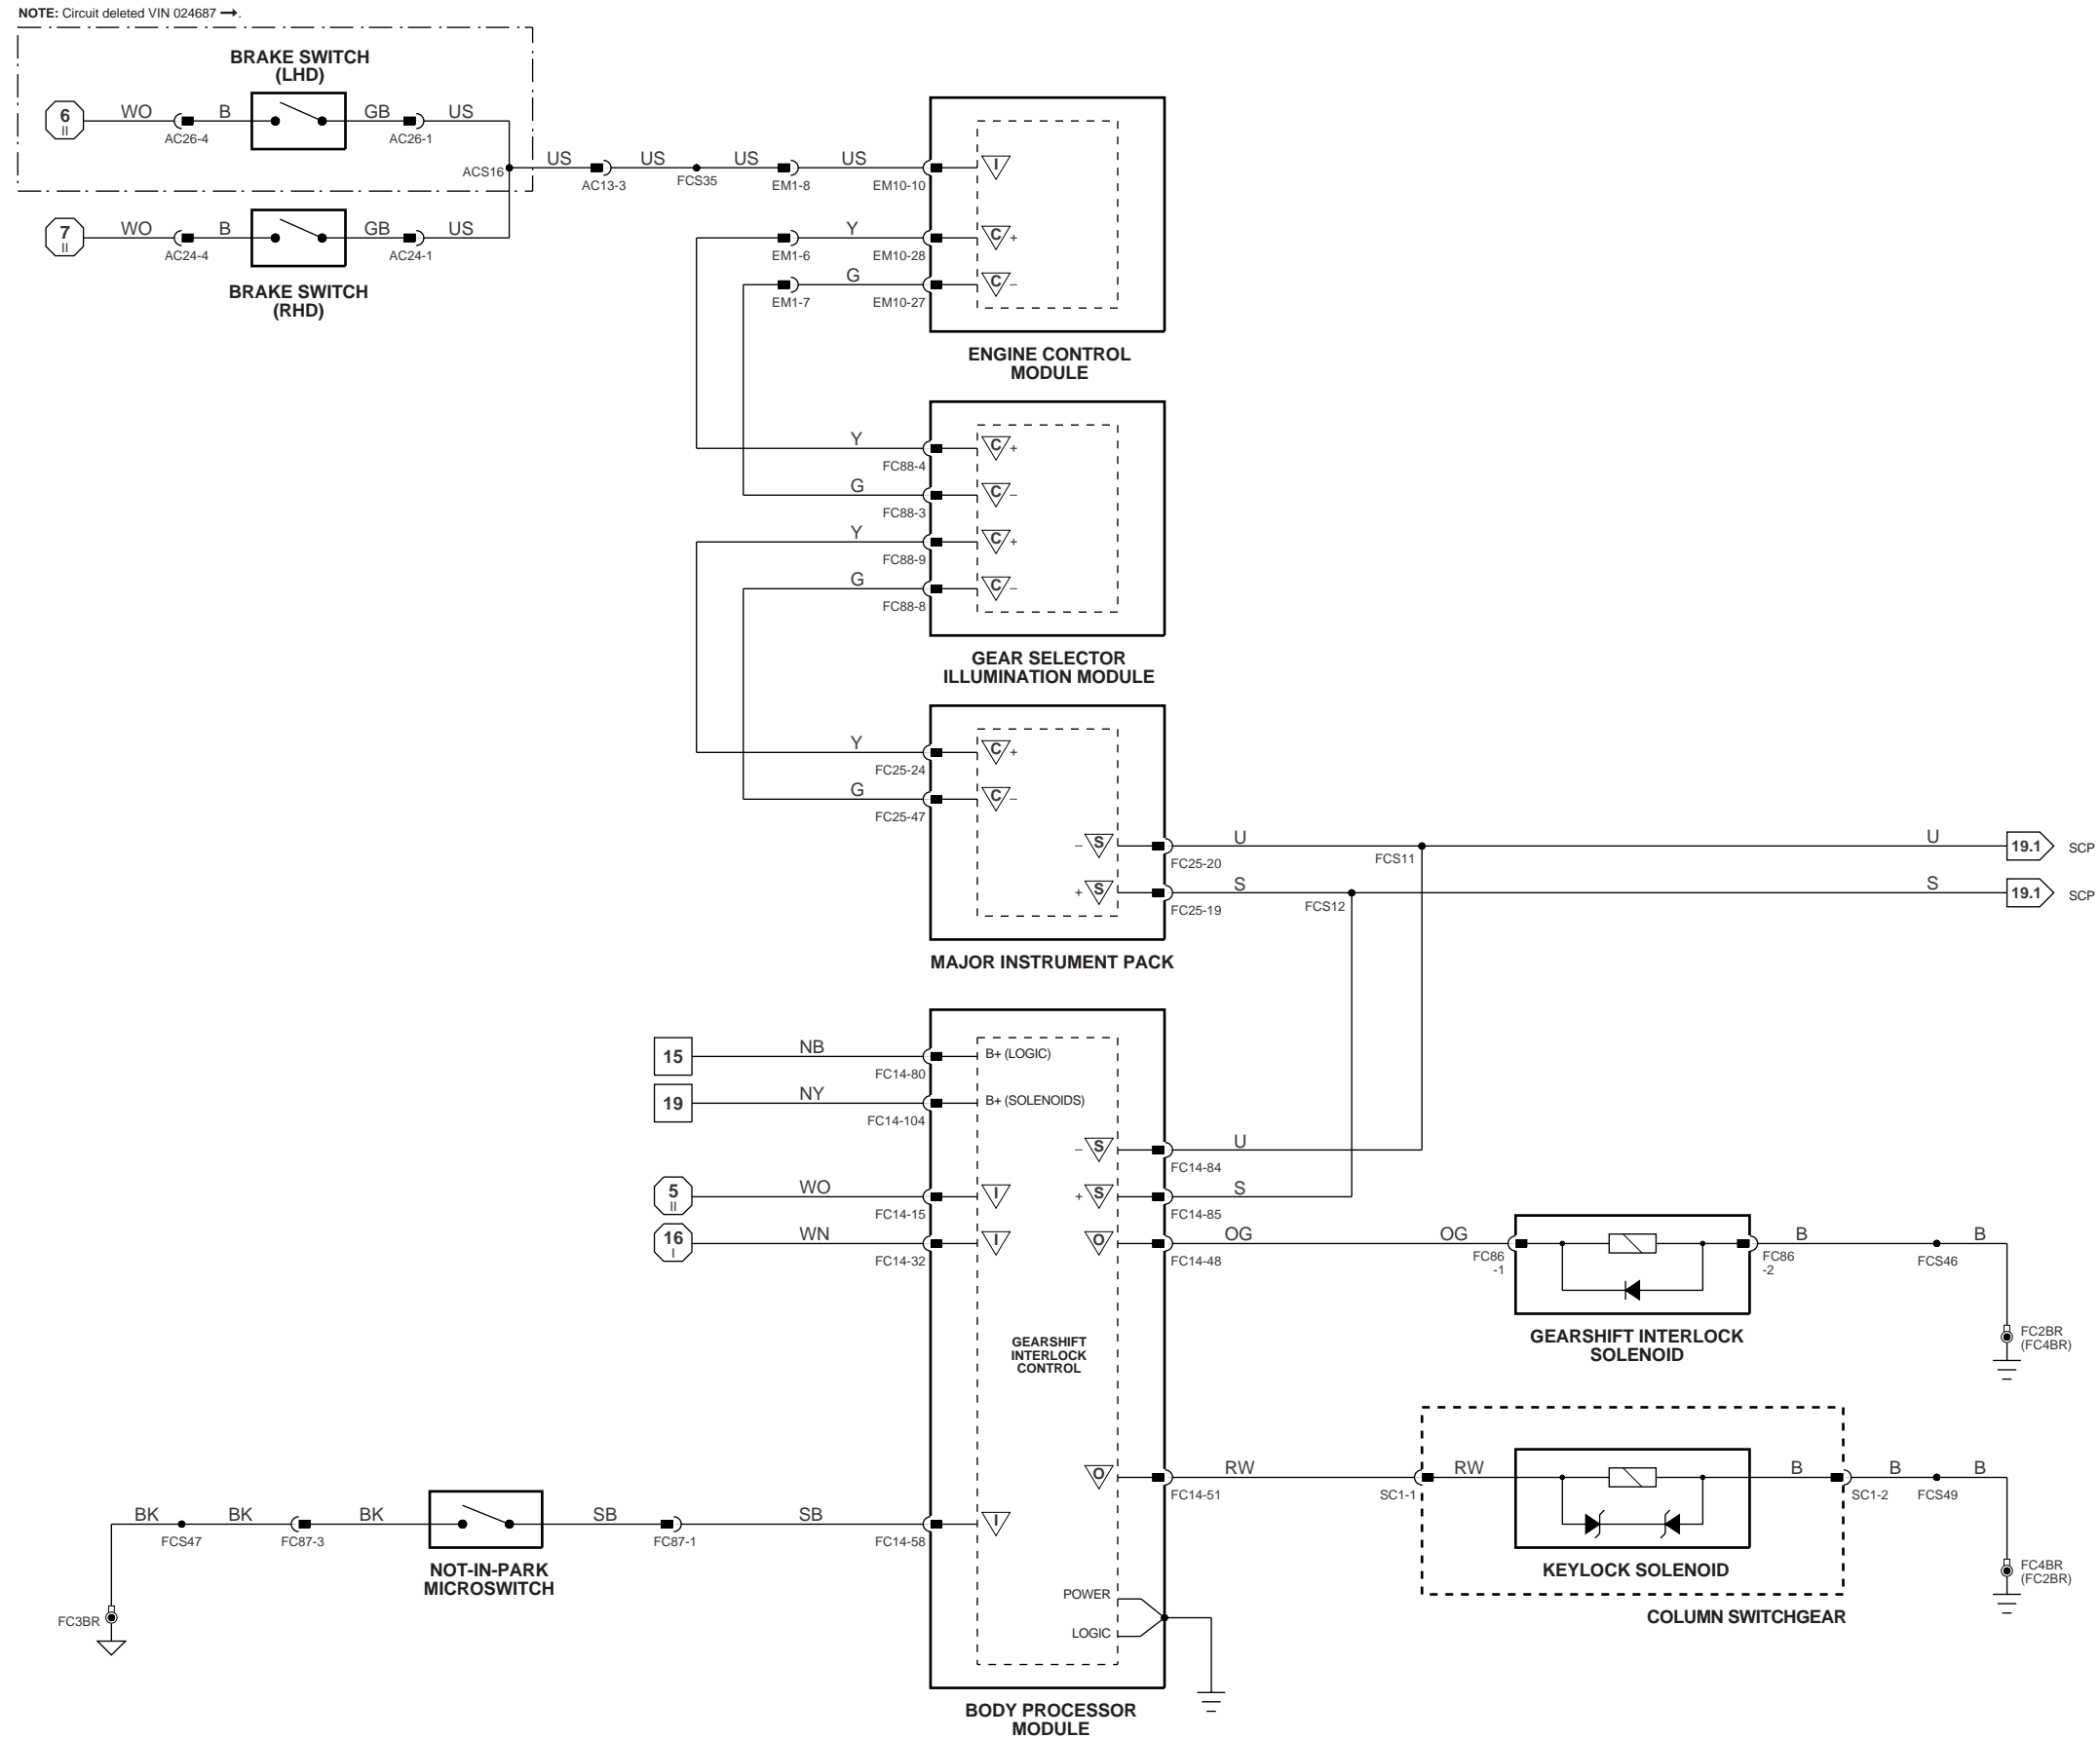 NOTE: Circuit deleted VIN 024687 →.
BRAKE SWITCH
(LHD)
6
II
WO
AC26-4
B
GB
AC26-1
US
ACS16
US
AC13-3
US
FCS35
US
EM1-8
US
EM10-10
I
7
II
WO
AC24-4
B
GB
AC24-1
US
BRAKE SWITCH
(RHD)
EM1-6
Y
EM10-28
C +
EM1-7
G
EM10-27
C –
ENGINE CONTROL
MODULE
Y
FC88-4
C +
G
FC88-3
C –
Y
FC88-9
C +
G
FC88-8
C –
GEAR SELECTOR
ILLUMINATION MODULE
Y
FC25-24
C +
G
FC25-47
C –
– S
FC25-20
U
FCS11
U
19.1
SCP
+ S
FC25-19
S
FCS12
S
19.1
SCP
MAJOR INSTRUMENT PACK
15
NB
FC14-80
B+ (LOGIC)
19
NY
FC14-104
B+ (SOLENOIDS)
– S
FC14-84
U
5
II
WO
FC14-15
I
+ S
FC14-85
S
16
I
WN
FC14-32
I
O
FC14-48
OG
OG
FC86
-1
FC86
-2
B
FCS46
B
GEARSHIFT INTERLOCK
SOLENOID
FC2BR
(FC4BR)
GEARSHIFT
INTERLOCK
CONTROL
O
FC14-51
RW
SC1-1
RW
B
SC1-2
B
FCS49
B
KEYLOCK SOLENOID
FC4BR
(FC2BR)
COLUMN SWITCHGEAR
BK
FCS47
BK
FC87-3
BK
SB
FC87-1
SB
FC14-58
I
NOT-IN-PARK
MICROSWITCH
FC3BR
POWER
LOGIC
BODY PROCESSOR
MODULE